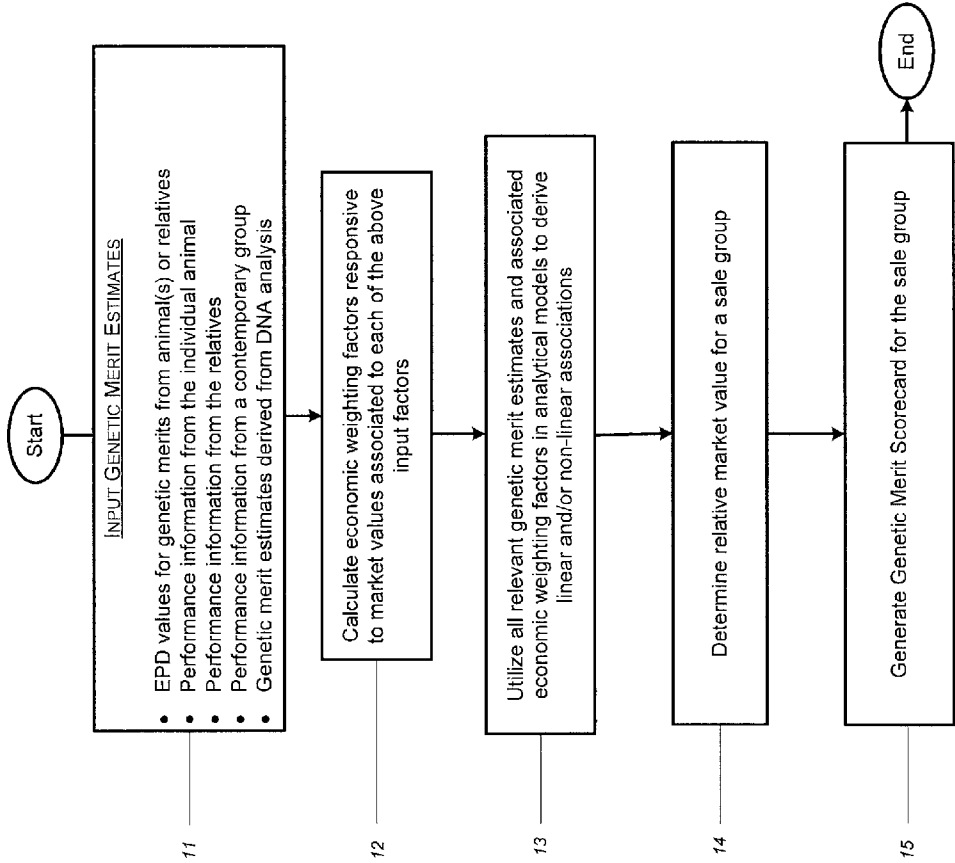 Start
INPUT GENETIC MERIT ESTIMATES
• EPD values for genetic merits from animal(s) or relatives
• Performance information from the individual animal
• Performance information from the relatives
• Performance information from a contemporary group
• Genetic merit estimates derived from DNA analysis
11
Calculate economic weighting factors responsive
to market values associated to each of the above
input factors
12
Utilize all relevant genetic merit estimates and associated
economic weighting factors in analytical models to derive
linear and/or non-linear associations
13
Determine relative market value for a sale group
14
Generate Genetic Merit Scorecard for the sale group
15
End